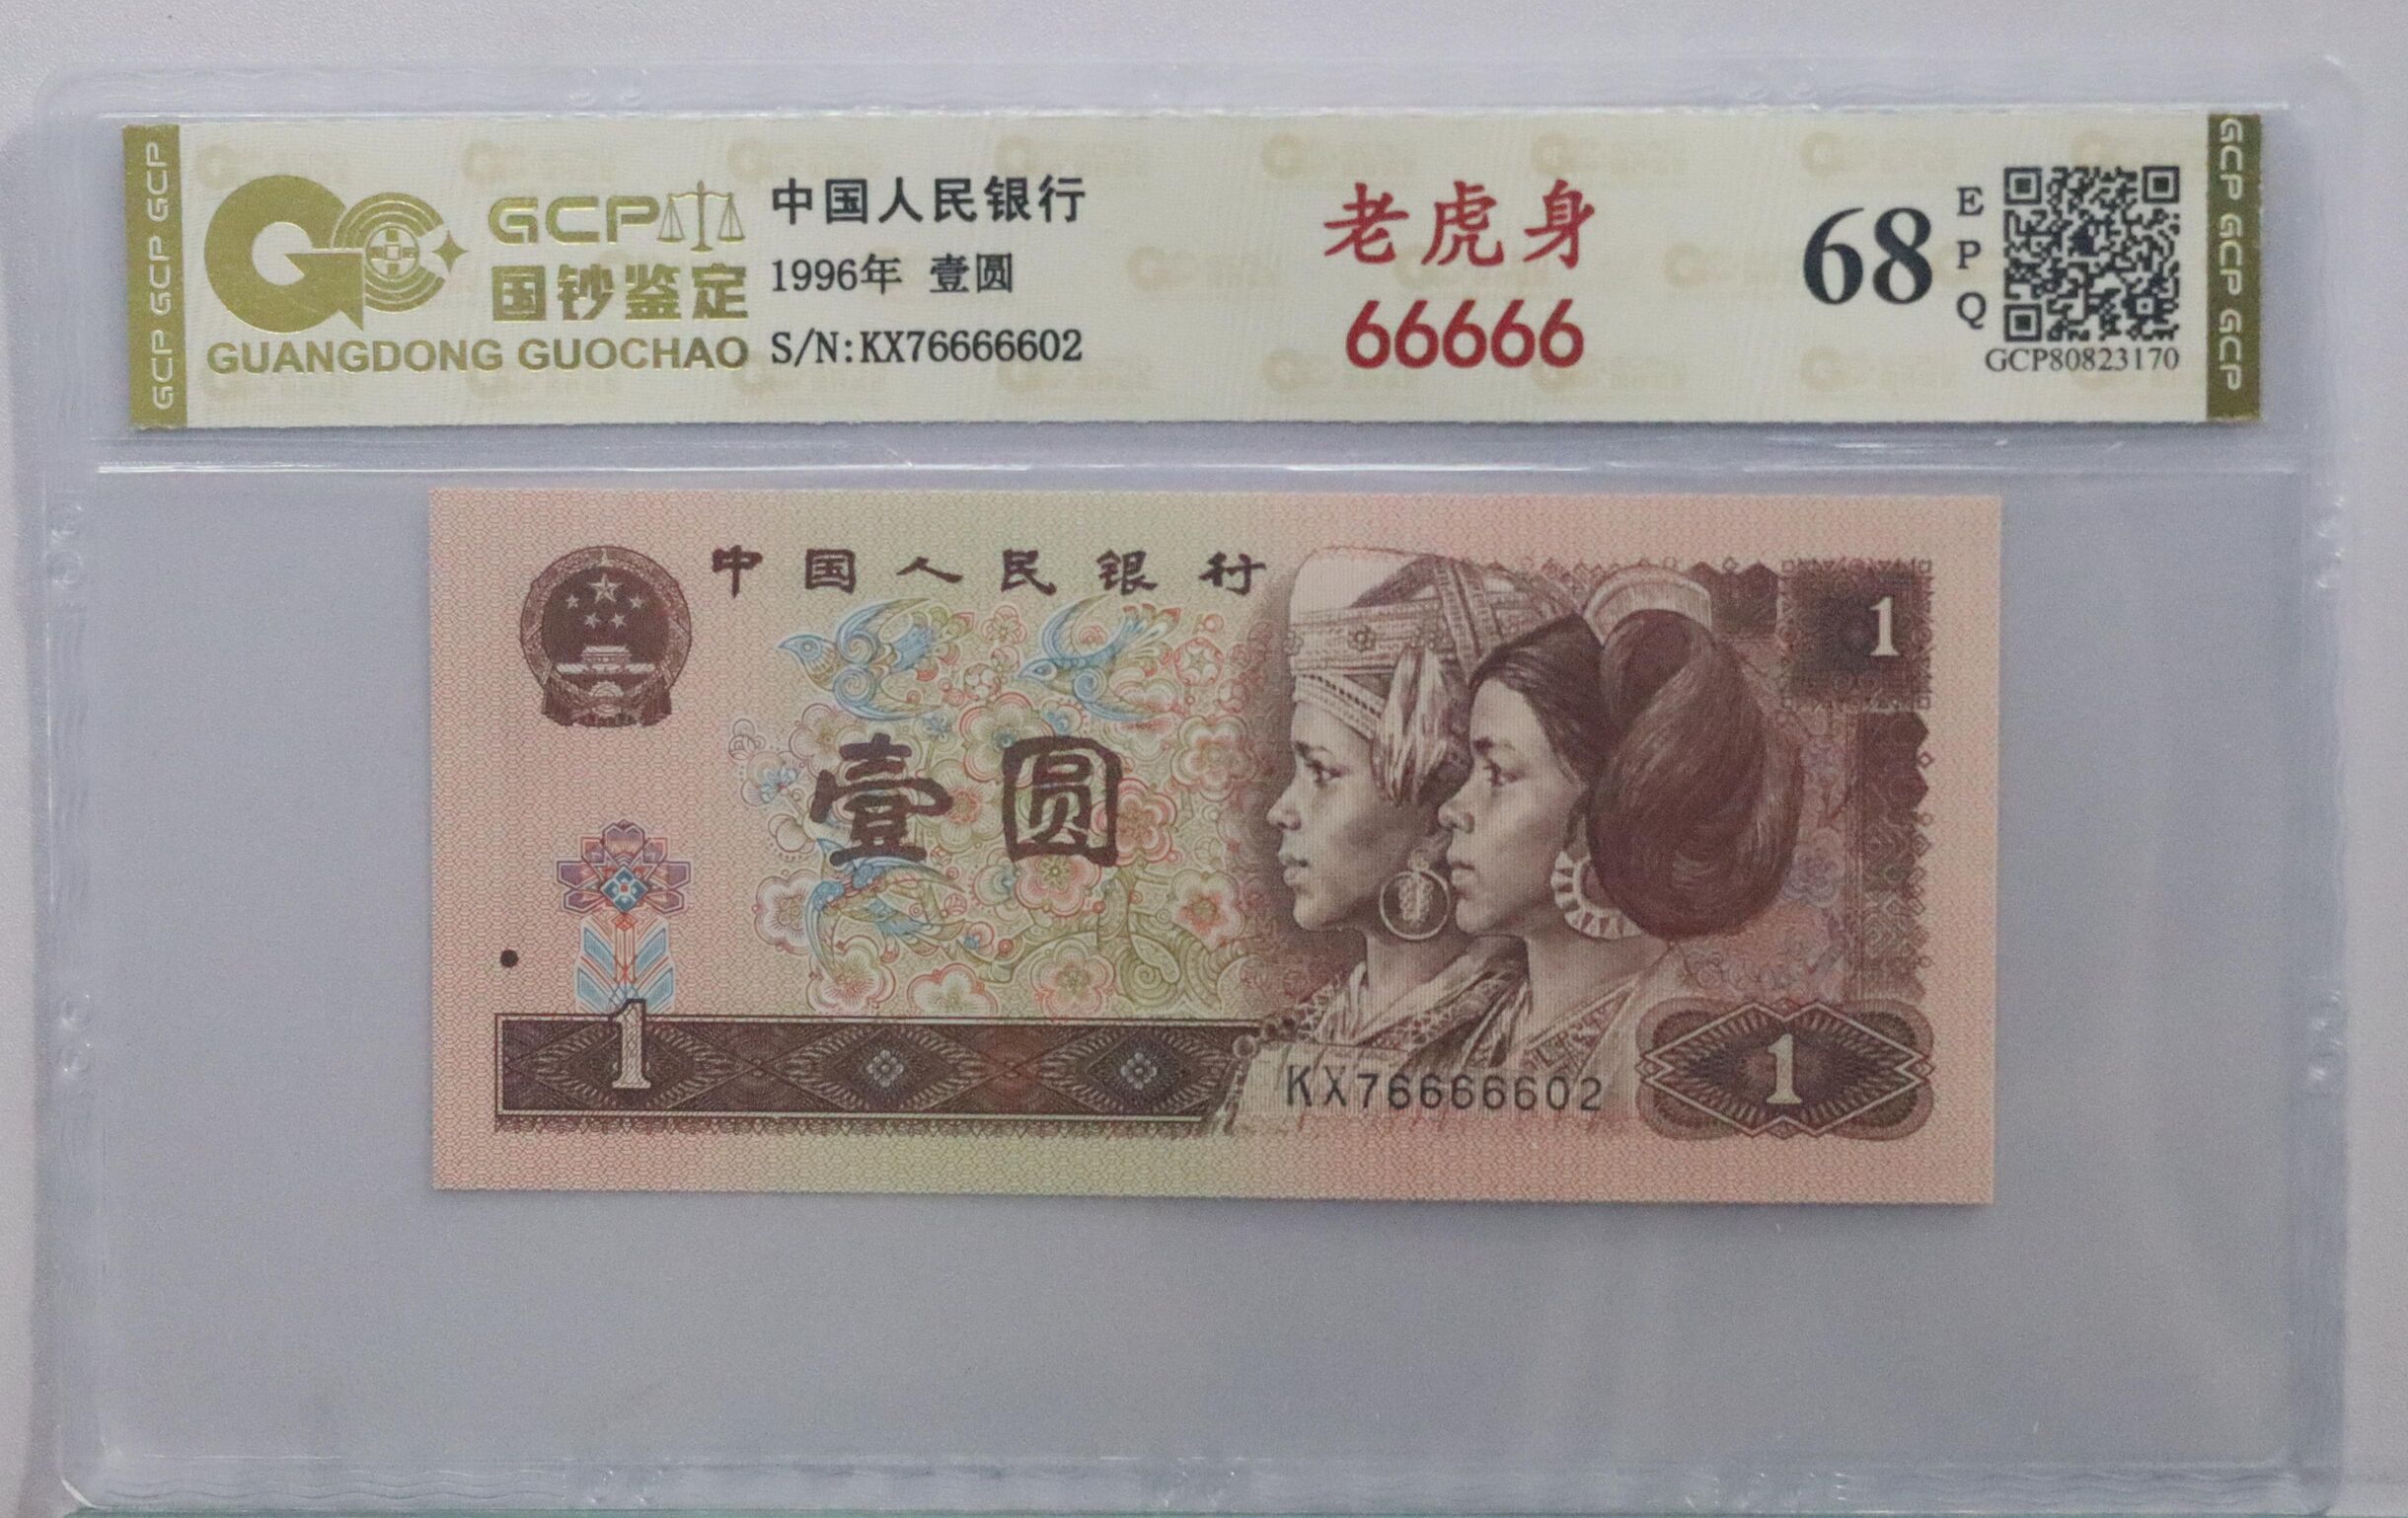 GCP GCP GCP
GCP
国钞鉴定
GUANGDONG GUOCHAO
中国人民银行
1996年 壹圆
S/N:KX76666602
老虎身
66666
68
EPQ
GCP80823170
GCP GCP GCP
中国人民银行
1
壹圆
1
KX76666602
1